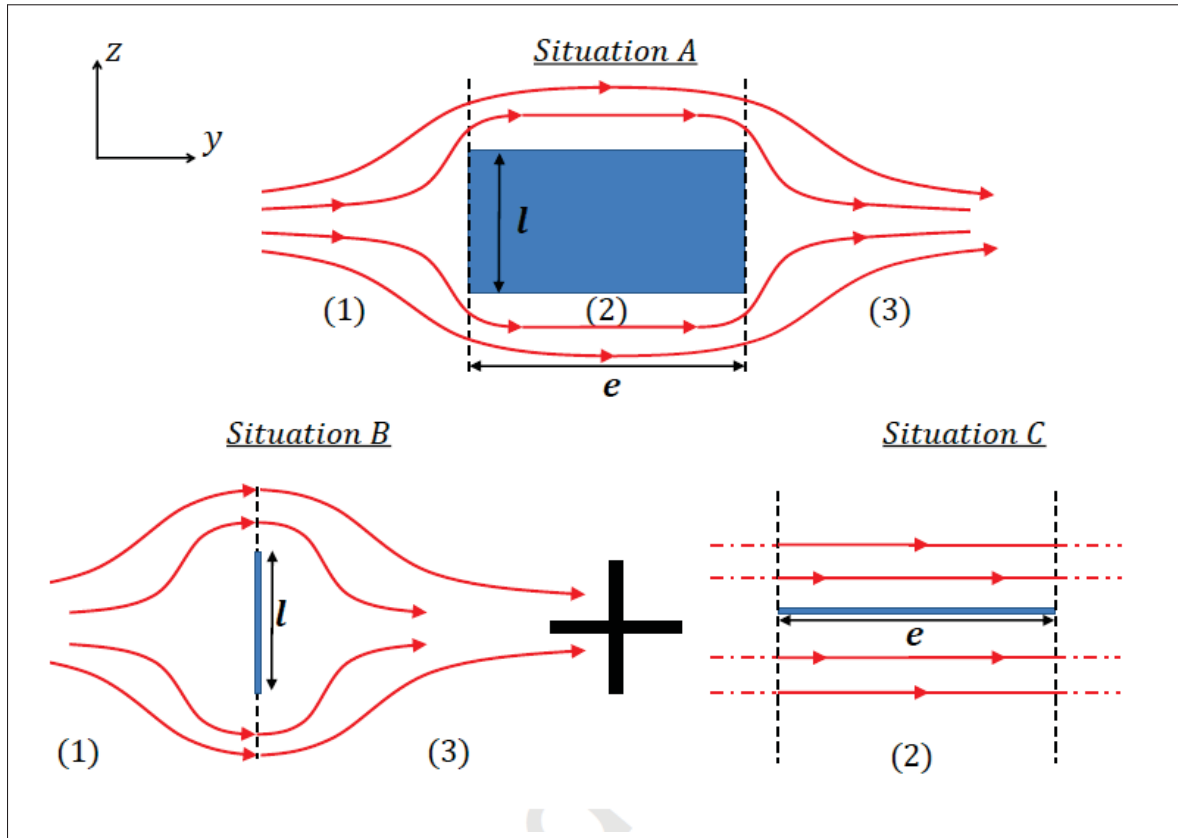 Situation A
z
y
l
(1)
(2)
(3)
e
Situation B
Situation C
l
e
(1)
(3)
(2)